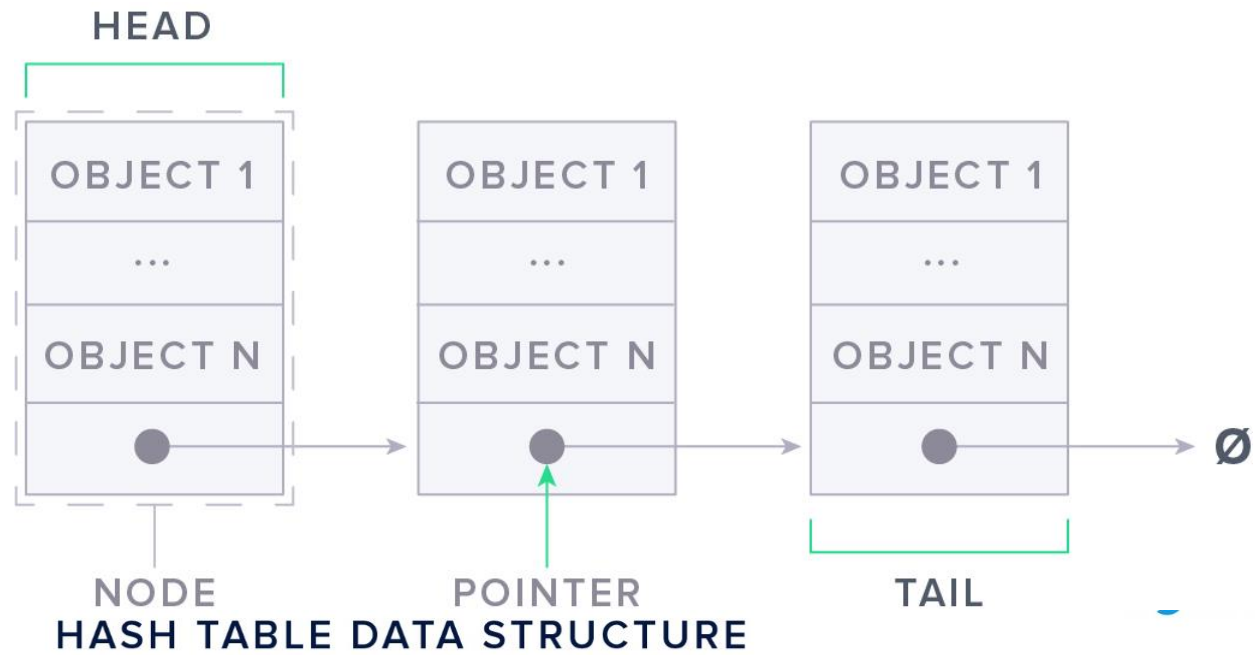 HEAD
OBJECT 1 OBJECT 1 OBJECT 1
... ... ...
OBJECT N OBJECT N OBJECT N
Ø
NODE POINTER TAIL
HASH TABLE DATA STRUCTURE